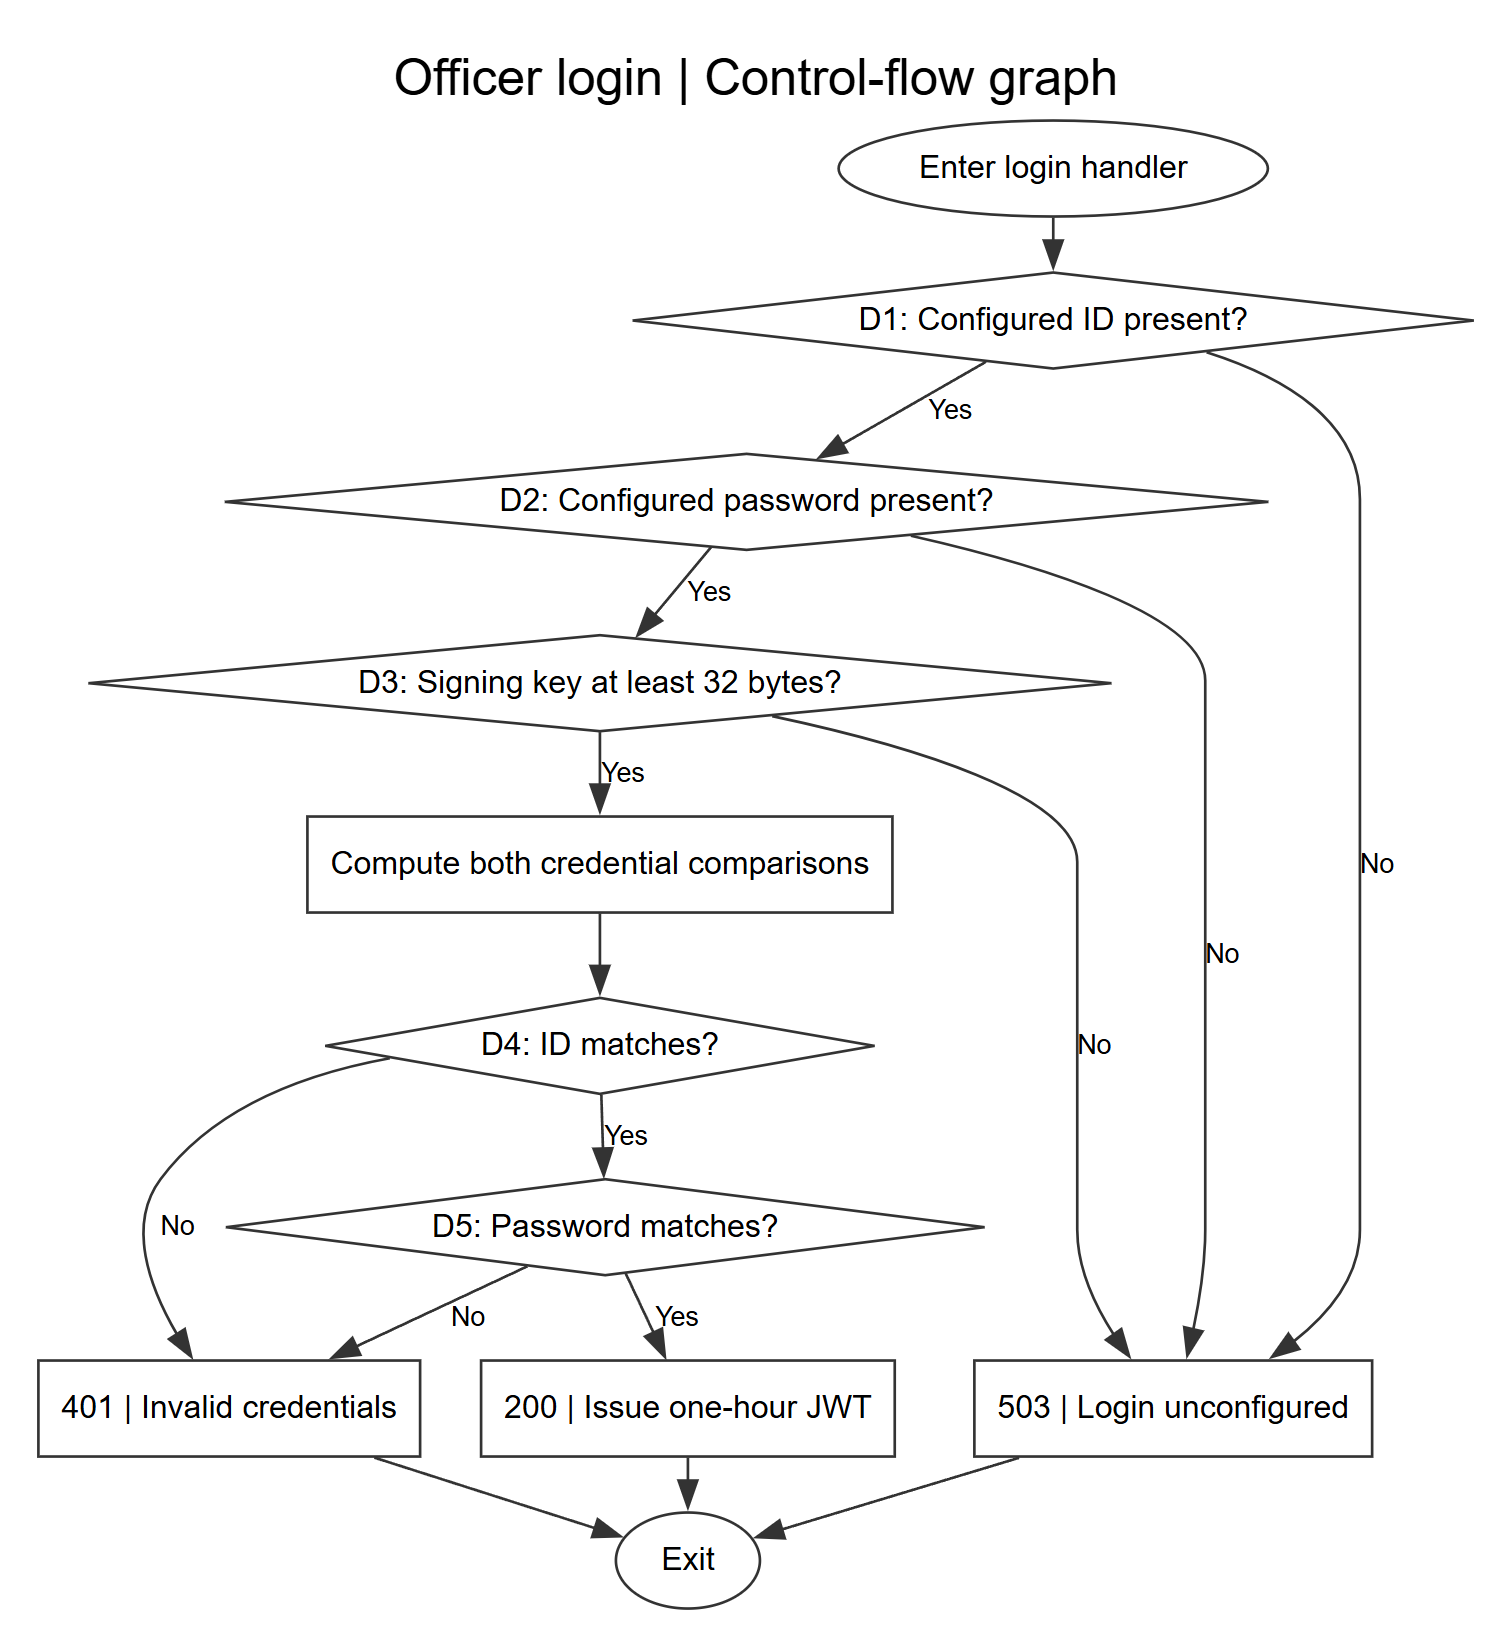 Officer login | Control-flow graph
Enter login handler
D1: Configured ID present?
Yes
D2: Configured password present?
Yes
D3: Signing key at least 32 bytes?
Yes
Compute both credential comparisons
No
No
No
D4: ID matches?
Yes
No
D5: Password matches?
No
Yes
401 | Invalid credentials
200 | Issue one-hour JWT
503 | Login unconfigured
Exit